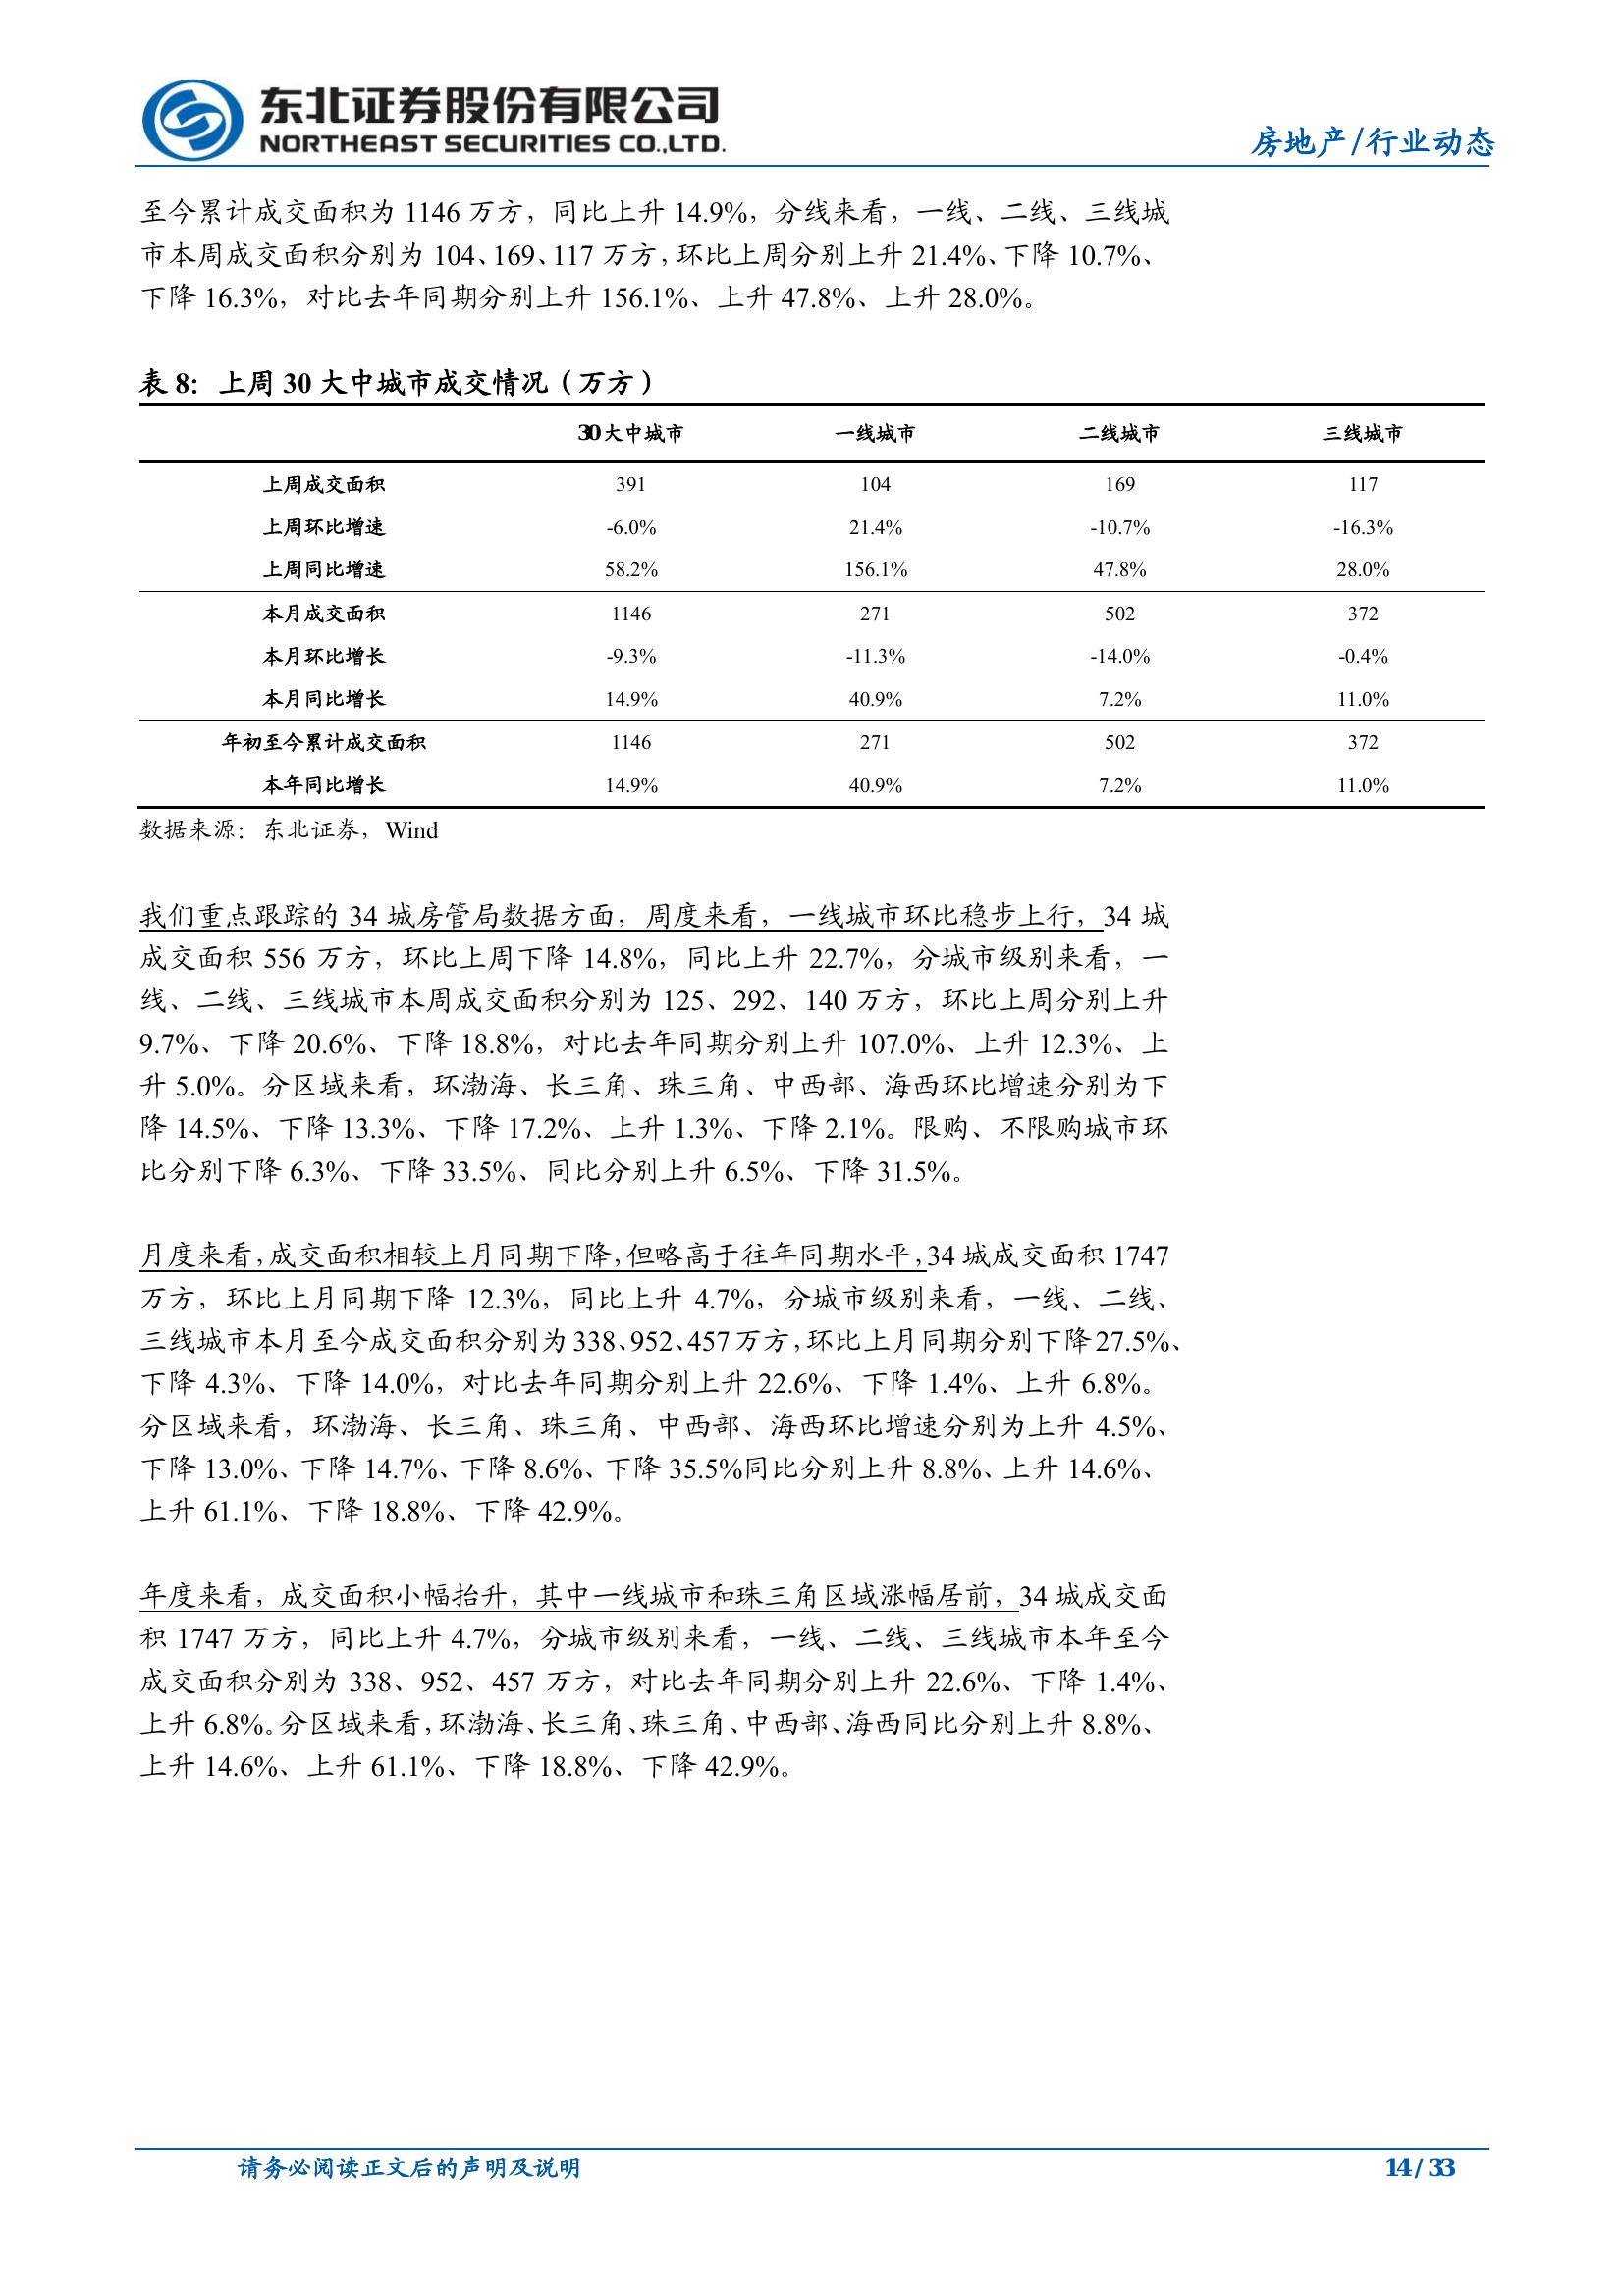 东北证券股份有限公司
NORTHEAST SECURITIES CO.,LTD.
房地产/行业动态
至今累计成交面积为 1146 万方，同比上升 14.9%，分线来看，一线、二线、三线城
市本周成交面积分别为 104、169、117 万方，环比上周分别上升 21.4%、下降 10.7%、
下降 16.3%，对比去年同期分别上升 156.1%、上升 47.8%、上升 28.0%。
表 8：上周 30 大中城市成交情况（万方）
30大中城市 一线城市 二线城市 三线城市
上周成交面积 391 104 169 117
上周环比增速 -6.0% 21.4% -10.7% -16.3%
上周同比增速 58.2% 156.1% 47.8% 28.0%
本月成交面积 1146 271 502 372
本月环比增长 -9.3% -11.3% -14.0% -0.4%
本月同比增长 14.9% 40.9% 7.2% 11.0%
年初至今累计成交面积 1146 271 502 372
本年同比增长 14.9% 40.9% 7.2% 11.0%
数据来源：东北证券，Wind
我们重点跟踪的 34 城房管局数据方面，周度来看，一线城市环比稳步上行，34 城
成交面积 556 万方，环比上周下降 14.8%，同比上升 22.7%，分城市级别来看，一
线、二线、三线城市本周成交面积分别为 125、292、140 万方，环比上周分别上升
9.7%、下降 20.6%、下降 18.8%，对比去年同期分别上升 107.0%、上升 12.3%、上
升 5.0%。分区域来看，环渤海、长三角、珠三角、中西部、海西环比增速分别为下
降 14.5%、下降 13.3%、下降 17.2%、上升 1.3%、下降 2.1%。限购、不限购城市环
比分别下降 6.3%、下降 33.5%、同比分别上升 6.5%、下降 31.5%。
月度来看，成交面积相较上月同期下降，但略高于往年同期水平，34 城成交面积 1747
万方，环比上月同期下降 12.3%，同比上升 4.7%，分城市级别来看，一线、二线、
三线城市本月至今成交面积分别为 338、952、457 万方，环比上月同期分别下降 27.5%、
下降 4.3%、下降 14.0%，对比去年同期分别上升 22.6%、下降 1.4%、上升 6.8%。
分区域来看，环渤海、长三角、珠三角、中西部、海西环比增速分别为上升 4.5%、
下降 13.0%、下降 14.7%、下降 8.6%、下降 35.5%同比分别上升 8.8%、上升 14.6%、
上升 61.1%、下降 18.8%、下降 42.9%。
年度来看，成交面积小幅抬升，其中一线城市和珠三角区域涨幅居前，34 城成交面
积 1747 万方，同比上升 4.7%，分城市级别来看，一线、二线、三线城市本年至今
成交面积分别为 338、952、457 万方，对比去年同期分别上升 22.6%、下降 1.4%、
上升 6.8%。分区域来看，环渤海、长三角、珠三角、中西部、海西同比分别上升 8.8%、
上升 14.6%、上升 61.1%、下降 18.8%、下降 42.9%。
请务必阅读正文后的声明及说明
14 / 33